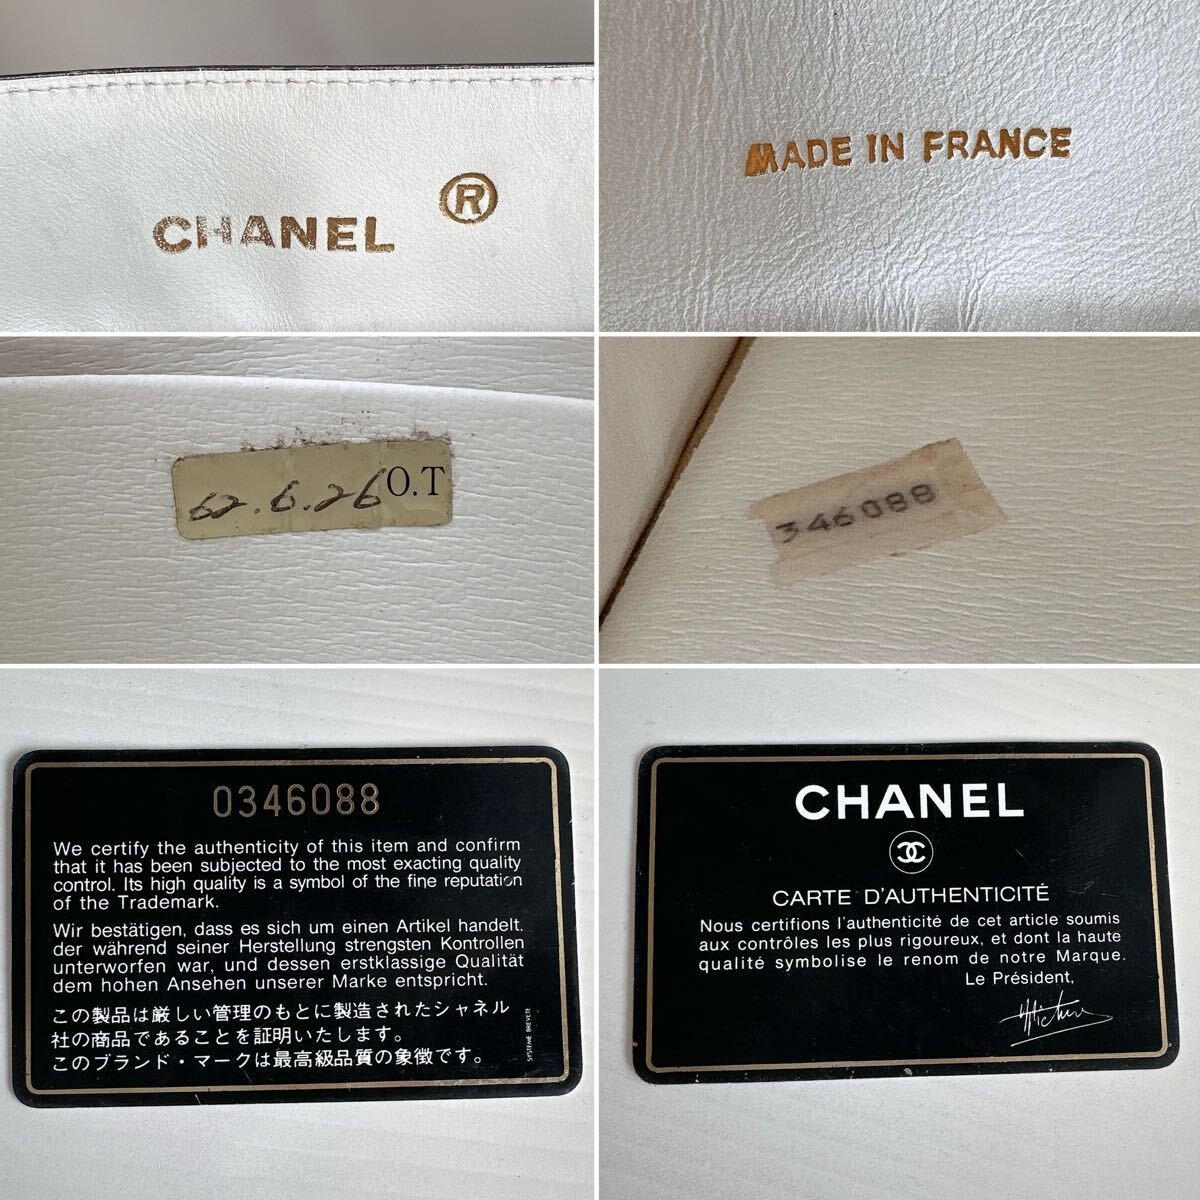 CHANEL ®
MADE IN FRANCE
62.6.26 O.T
346088
0346088
We certify the authenticity of this item and confirm
that it has been subjected to the most exacting quality
control. Its high quality is a symbol of the fine reputation
of the Trademark.
Wir bestätigen, dass es sich um einen Artikel handelt,
der während seiner Herstellung strengsten Kontrollen
unterworfen war, und dessen erstklassige Qualität
dem hohen Ansehen unserer Marke entspricht.
この製品は厳しい管理のもとに製造されたシャネル
社の商品であることを証明いたします。
このブランド・マークは最高級品質の象徴です。
SYSTEME BREVETE
CHANEL
CARTE D'AUTHENTICITÉ
Nous certifions l'authenticité de cet article soumis
aux contrôles les plus rigoureux, et dont la haute
qualité symbolise le renom de notre Marque.
Le Président,